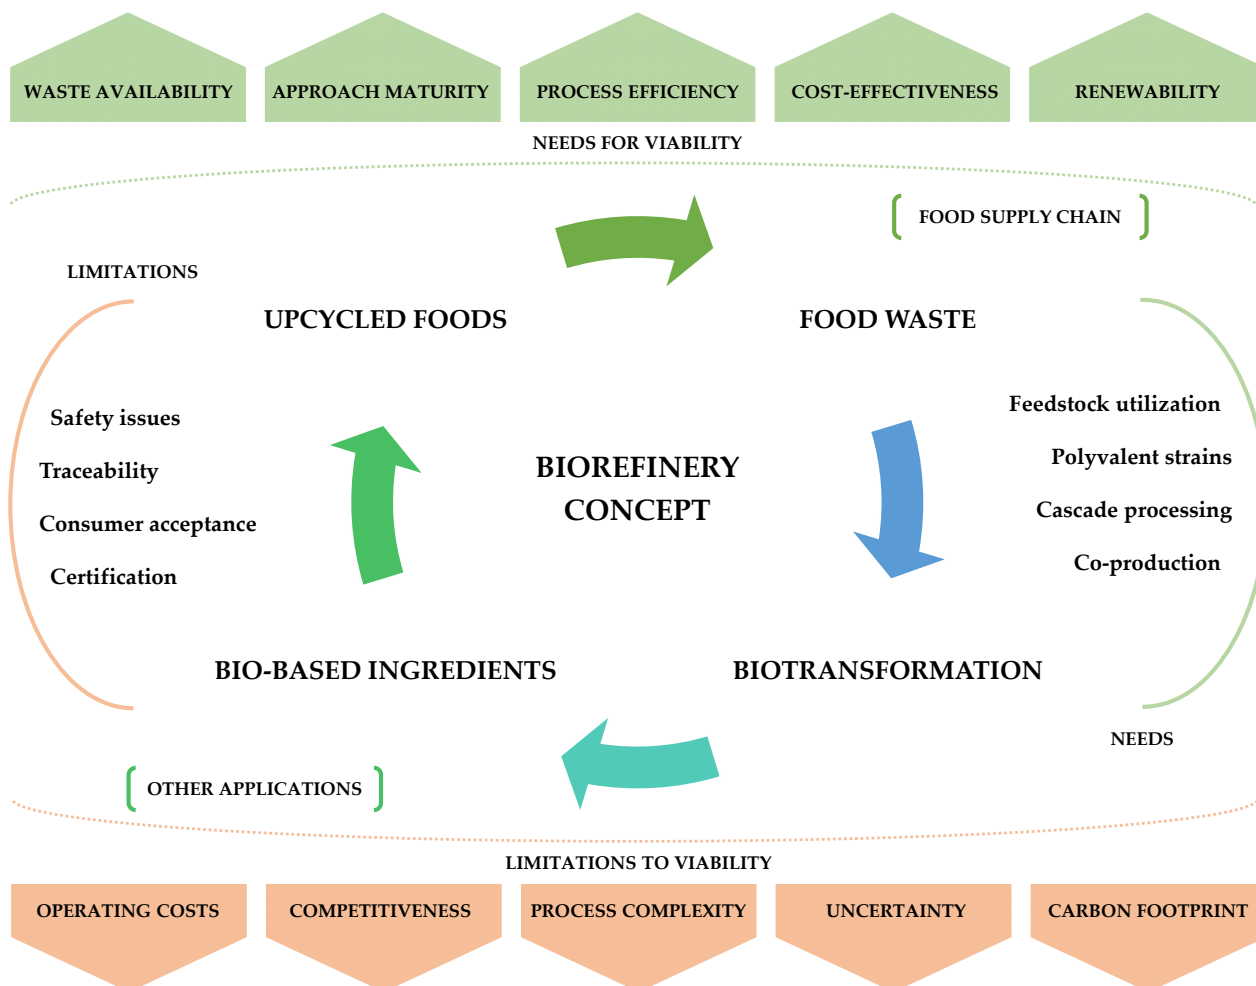 WASTE AVAILABILITY
APPROACH MATURITY
PROCESS EFFICIENCY
COST-EFFECTIVENESS
RENEWABILITY
NEEDS FOR VIABILITY
FOOD SUPPLY CHAIN
LIMITATIONS
UPCYCLED FOODS
FOOD WASTE
Safety issues
Traceability
Consumer acceptance
Certification
BIOREFINERY
CONCEPT
Feedstock utilization
Polyvalent strains
Cascade processing
Co-production
BIO-BASED INGREDIENTS
BIOTRANSFORMATION
NEEDS
OTHER APPLICATIONS
LIMITATIONS TO VIABILITY
OPERATING COSTS
COMPETITIVENESS
PROCESS COMPLEXITY
UNCERTAINTY
CARBON FOOTPRINT